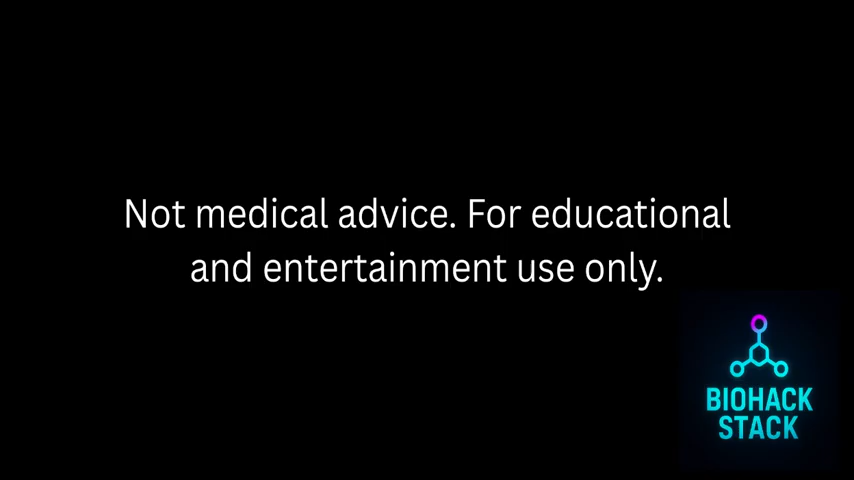 Not medical advice. For educational
and entertainment use only.
BIOHACK
STACK